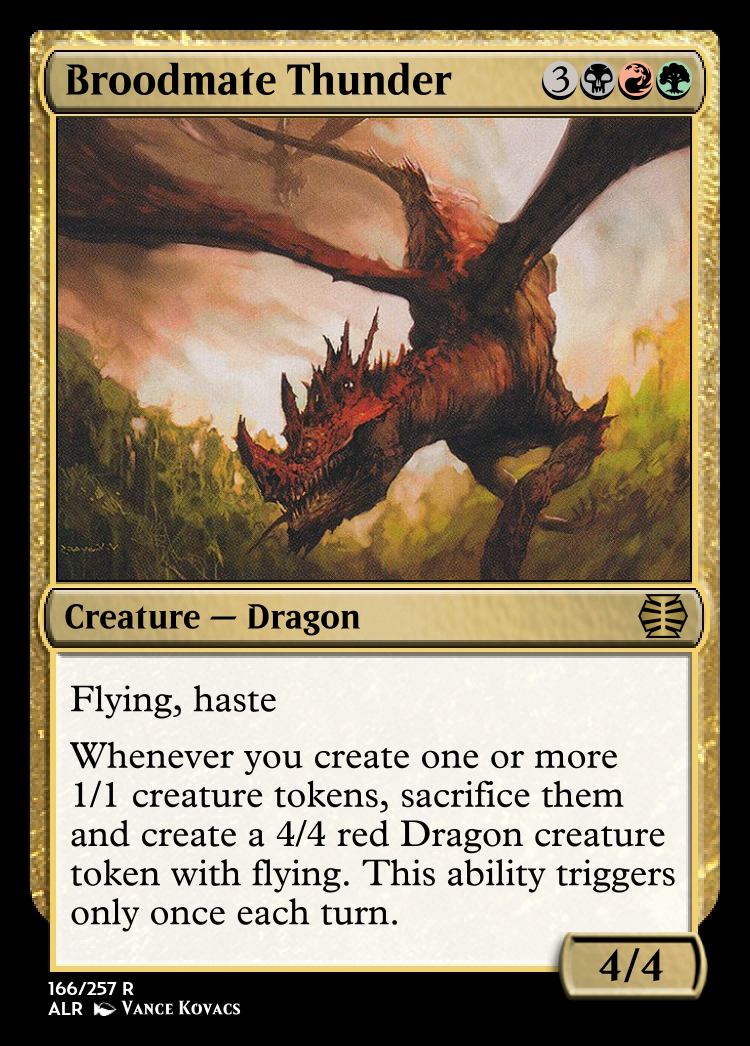 Broodmate Thunder 3
Creature — Dragon
Flying, haste
Whenever you create one or more
1/1 creature tokens, sacrifice them
and create a 4/4 red Dragon creature
token with flying. This ability triggers
only once each turn.
4/4
166/257 R
ALR Vance Kovacs